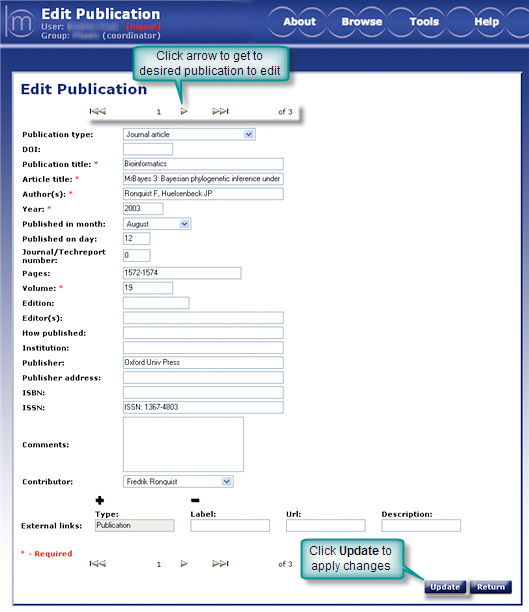 Edit Publication
User: [logout]
Group: (coordinator)
About Browse Tools Help
Click arrow to get to
desired publication to edit
Edit Publication
1 of 3
Publication type: Journal article
DOI:
Publication title: * Bioinformatics
Article title: * MrBayes 3: Bayesian phylogenetic inference under
Author(s): * Ronquist F, Huelsenbeck JP
Year: * 2003
Published in month: August
Published on day: 12
Journal/Techreport
number: 0
Pages: 1572-1574
Volume: * 19
Edition:
Editor(s):
How published:
Institution:
Publisher: Oxford Univ Press
Publisher address:
ISBN:
ISSN: ISSN: 1367-4803
Comments:
Contributor: Fredrik Ronquist
Type: Label: Url: Description:
External links: Publication
* - Required
1 of 3
Click Update to
apply changes
Update Return